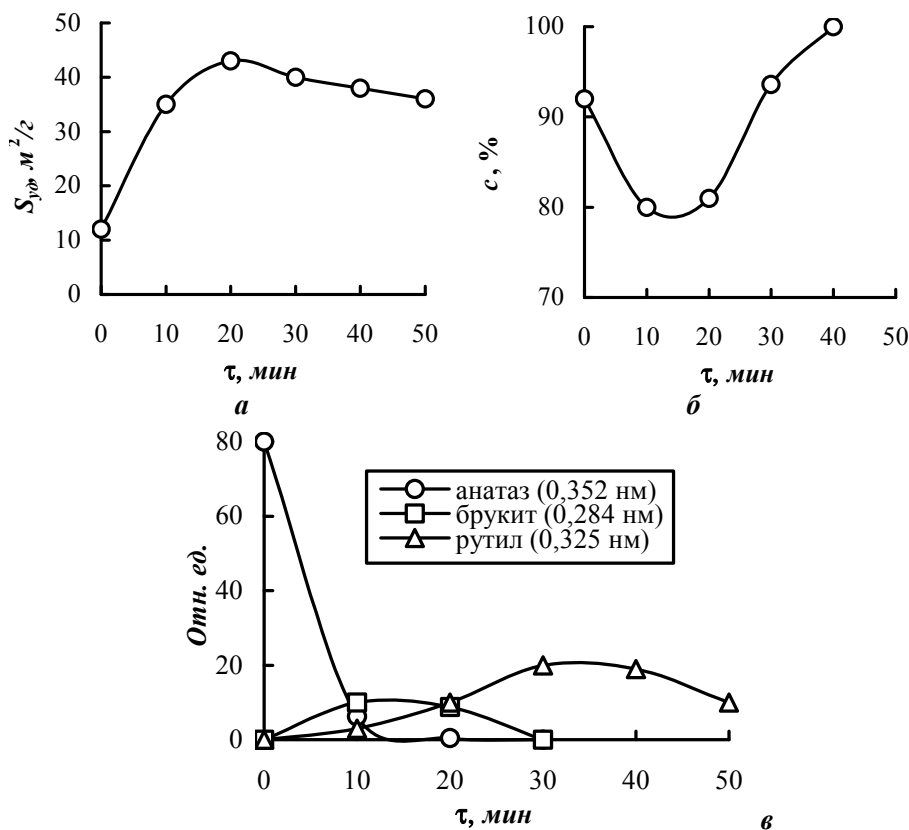 50
40
30
20
10
0
S_уд, м²/г
0 10 20 30 40 50
τ, мин
а
100
90
80
70
c, %
0 10 20 30 40 50
τ, мин
б
80
60
40
20
0
Отн. ед.
анатаз (0,352 нм)
брукит (0,284 нм)
рутил (0,325 нм)
0 10 20 30 40 50
τ, мин
в